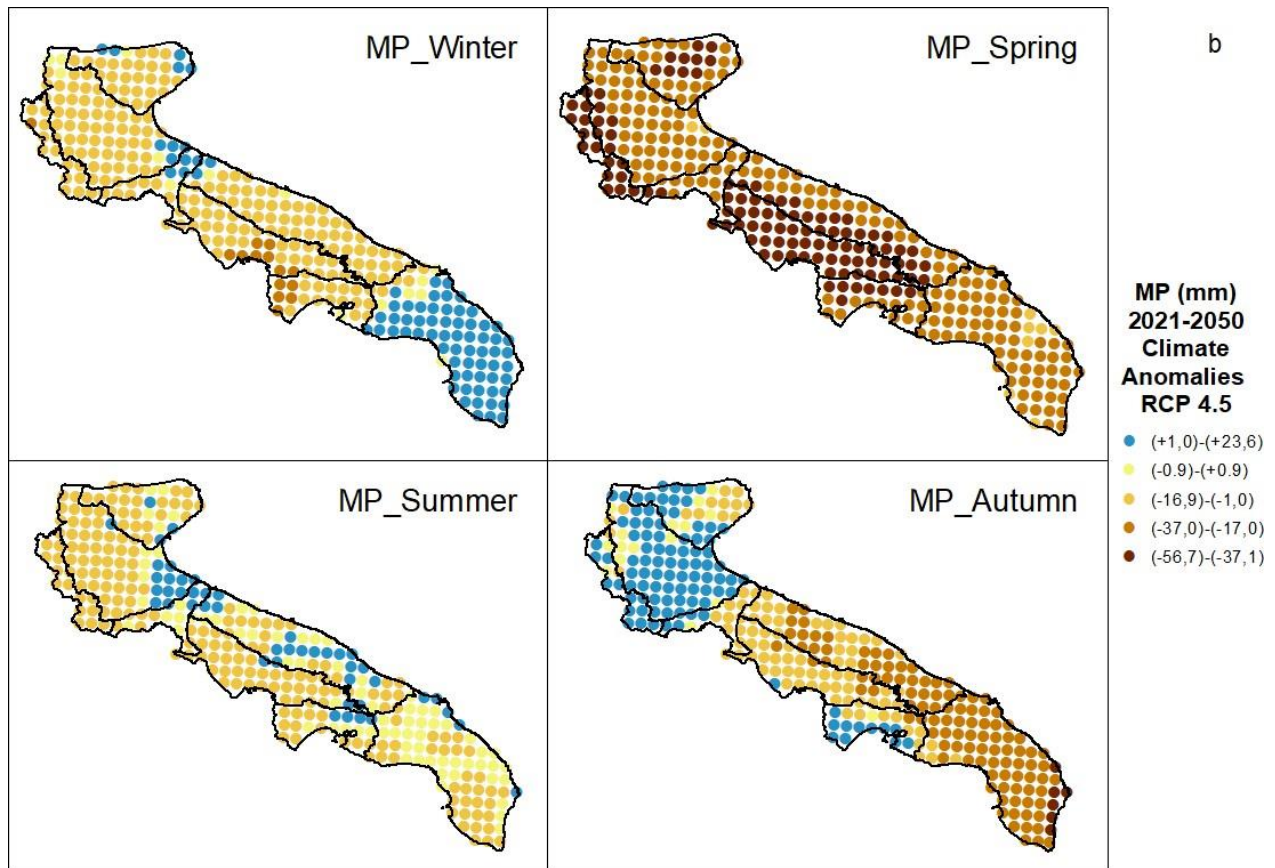 MP_Winter
MP_Spring
b
MP_Summer
MP_Autumn
MP (mm)
2021-2050
Climate
Anomalies
RCP 4.5
(+1,0)-(+23,6)
(-0.9)-(+0.9)
(-16,9)-(-1,0)
(-37,0)-(-17,0)
(-56,7)-(-37,1)